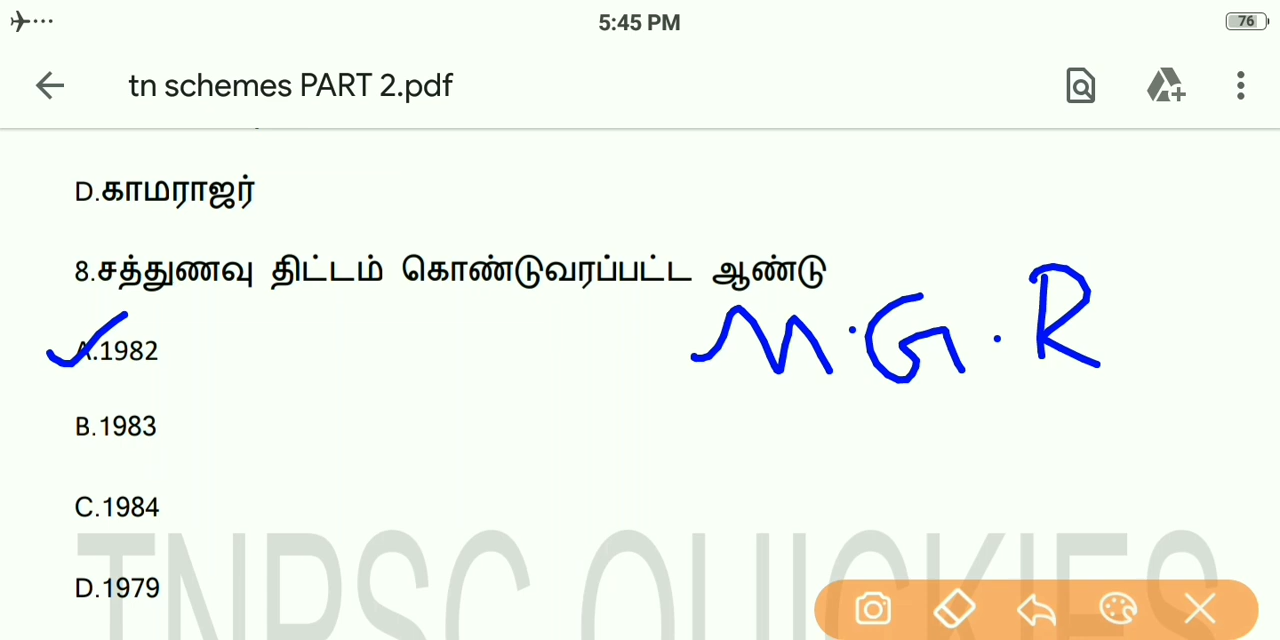 5:45 PM
76
tn schemes PART 2.pdf
D.காமராஜர்
8.சத்துணவு திட்டம் கொண்டுவரப்பட்ட ஆண்டு
M.G.R
A.1982
B.1983
C.1984
D.1979
TNPSC QUICKIES